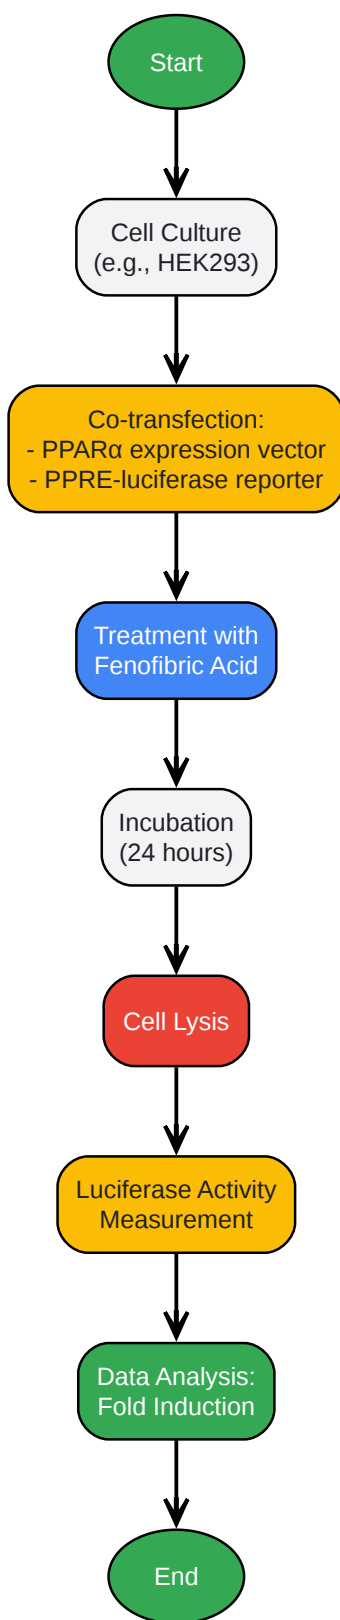 Start
Cell Culture
(e.g., HEK293)
Co-transfection:
- PPARα expression vector
- PPRE-luciferase reporter
Treatment with
Fenofibric Acid
Incubation
(24 hours)
Cell Lysis
Luciferase Activity
Measurement
Data Analysis:
Fold Induction
End